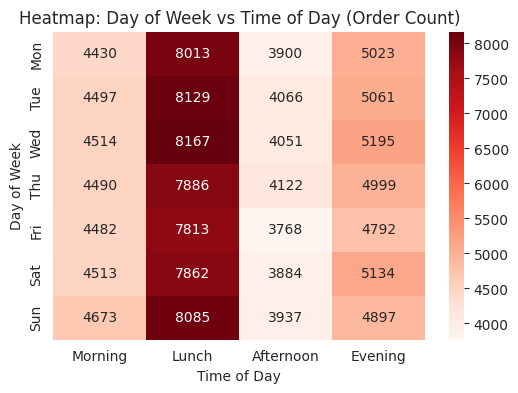 Heatmap: Day of Week vs Time of Day (Order Count)
Day of Week
Mon 4430 8013 3900 5023
Tue 4497 8129 4066 5061
Wed 4514 8167 4051 5195
Thu 4490 7886 4122 4999
Fri 4482 7813 3768 4792
Sat 4513 7862 3884 5134
Sun 4673 8085 3937 4897
Morning Lunch Afternoon Evening
Time of Day
8000
7500
7000
6500
6000
5500
5000
4500
4000